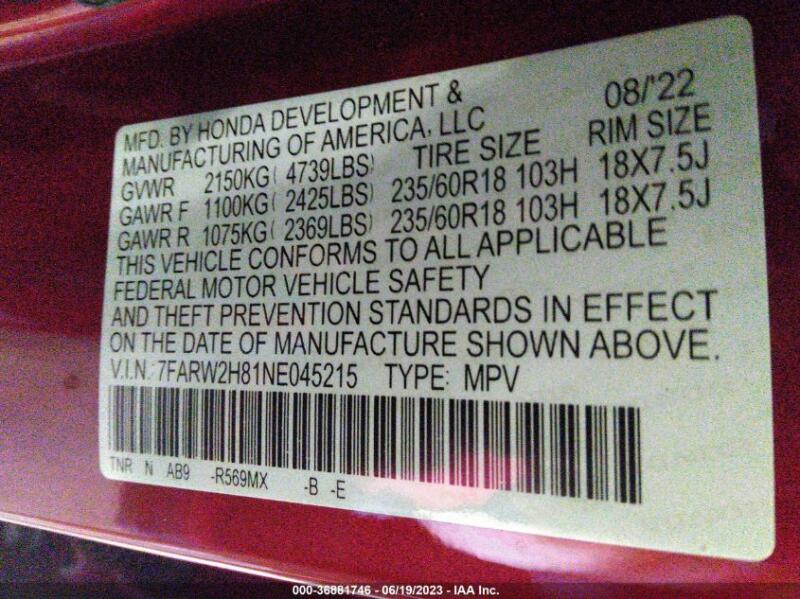 MFD. BY HONDA DEVELOPMENT & 08/'22
MANUFACTURING OF AMERICA, LLC
TIRE SIZE RIM SIZE
GVWR 2150KG( 4739LBS)
GAWR F 1100KG( 2425LBS) 235/60R18 103H 18X7.5J
GAWR R 1075KG( 2369LBS) 235/60R18 103H 18X7.5J
THIS VEHICLE CONFORMS TO ALL APPLICABLE
FEDERAL MOTOR VEHICLE SAFETY
AND THEFT PREVENTION STANDARDS IN EFFECT
ON THE DATE OF MANUFACTURE SHOWN ABOVE.
V.I.N. 7FARW2H81NE045215 TYPE: MPV
TNR N AB9 -R569MX -B -E
000-36881746 - 06/19/2023 - IAA Inc.